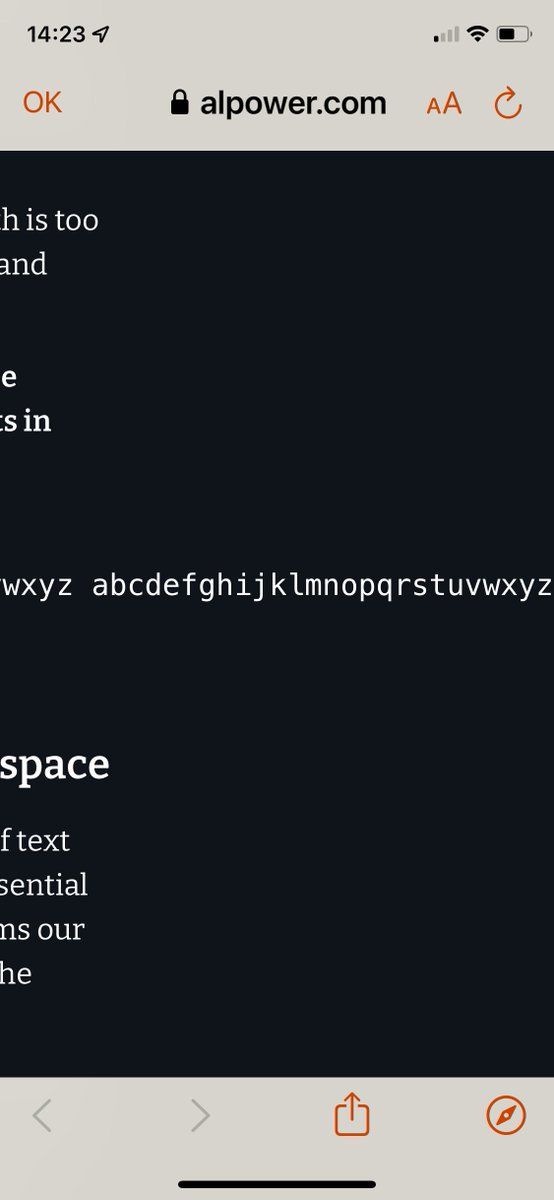 14:23
OK
alpower.com
AA
h is too
and
e
ts in
wxyz abcdefghijklmnopqrstuvwxyz
space
f text
sential
ms our
he